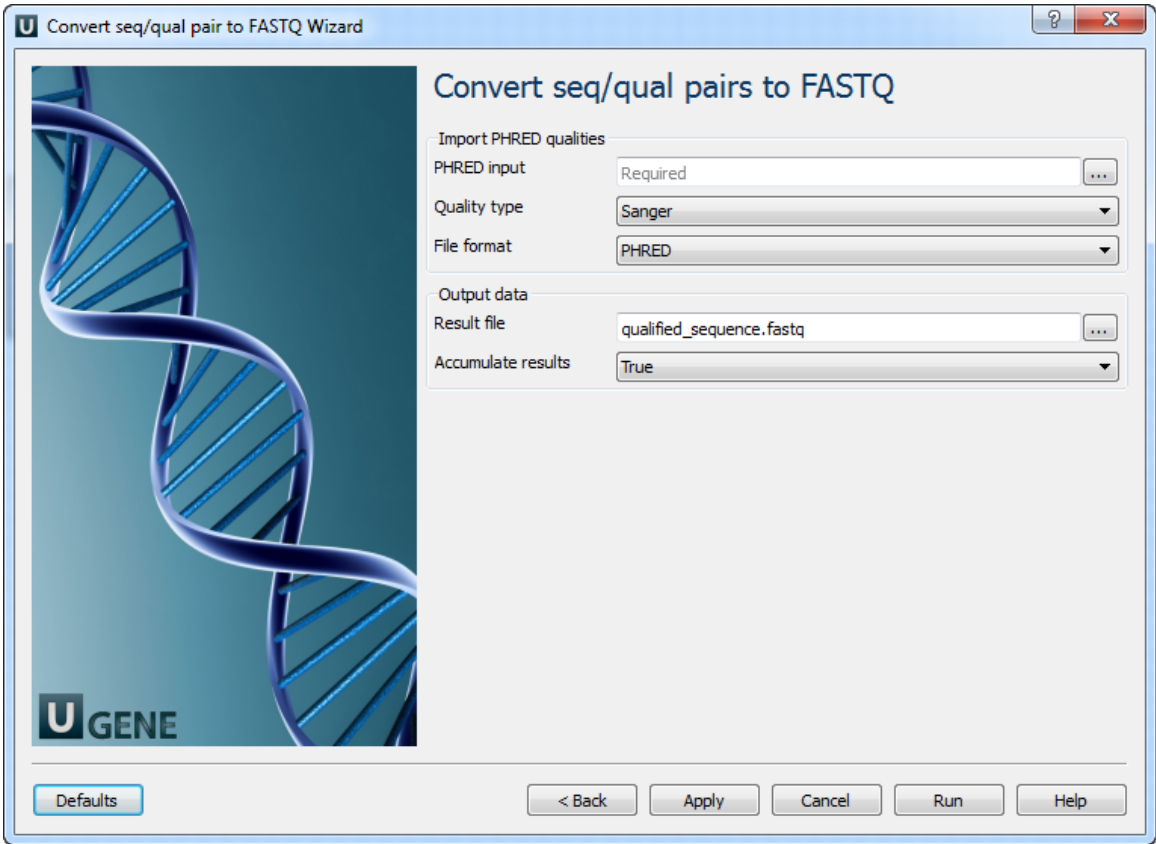 U Convert seq/qual pair to FASTQ Wizard
? X
Convert seq/qual pairs to FASTQ
Import PHRED qualities
PHRED input Required ...
Quality type Sanger
File format PHRED
Output data
Result file qualified_sequence.fastq ...
Accumulate results True
U GENE
Defaults < Back Apply Cancel Run Help